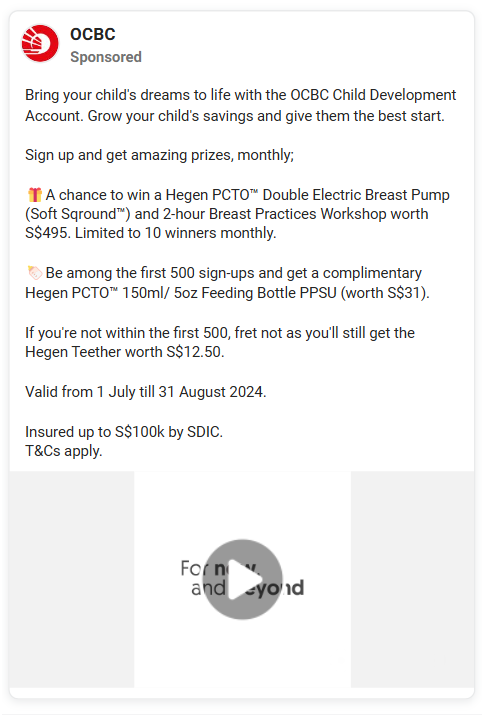 OCBC
Sponsored
Bring your child's dreams to life with the OCBC Child Development
Account. Grow your child's savings and give them the best start.
Sign up and get amazing prizes, monthly;
🎁 A chance to win a Hegen PCTO™ Double Electric Breast Pump
(Soft Sqround™) and 2-hour Breast Practices Workshop worth
S$495. Limited to 10 winners monthly.
🍼 Be among the first 500 sign-ups and get a complimentary
Hegen PCTO™ 150ml/ 5oz Feeding Bottle PPSU (worth S$31).
If you're not within the first 500, fret not as you'll still get the
Hegen Teether worth S$12.50.
Valid from 1 July till 31 August 2024.
Insured up to S$100k by SDIC.
T&Cs apply.
For now,
and beyond